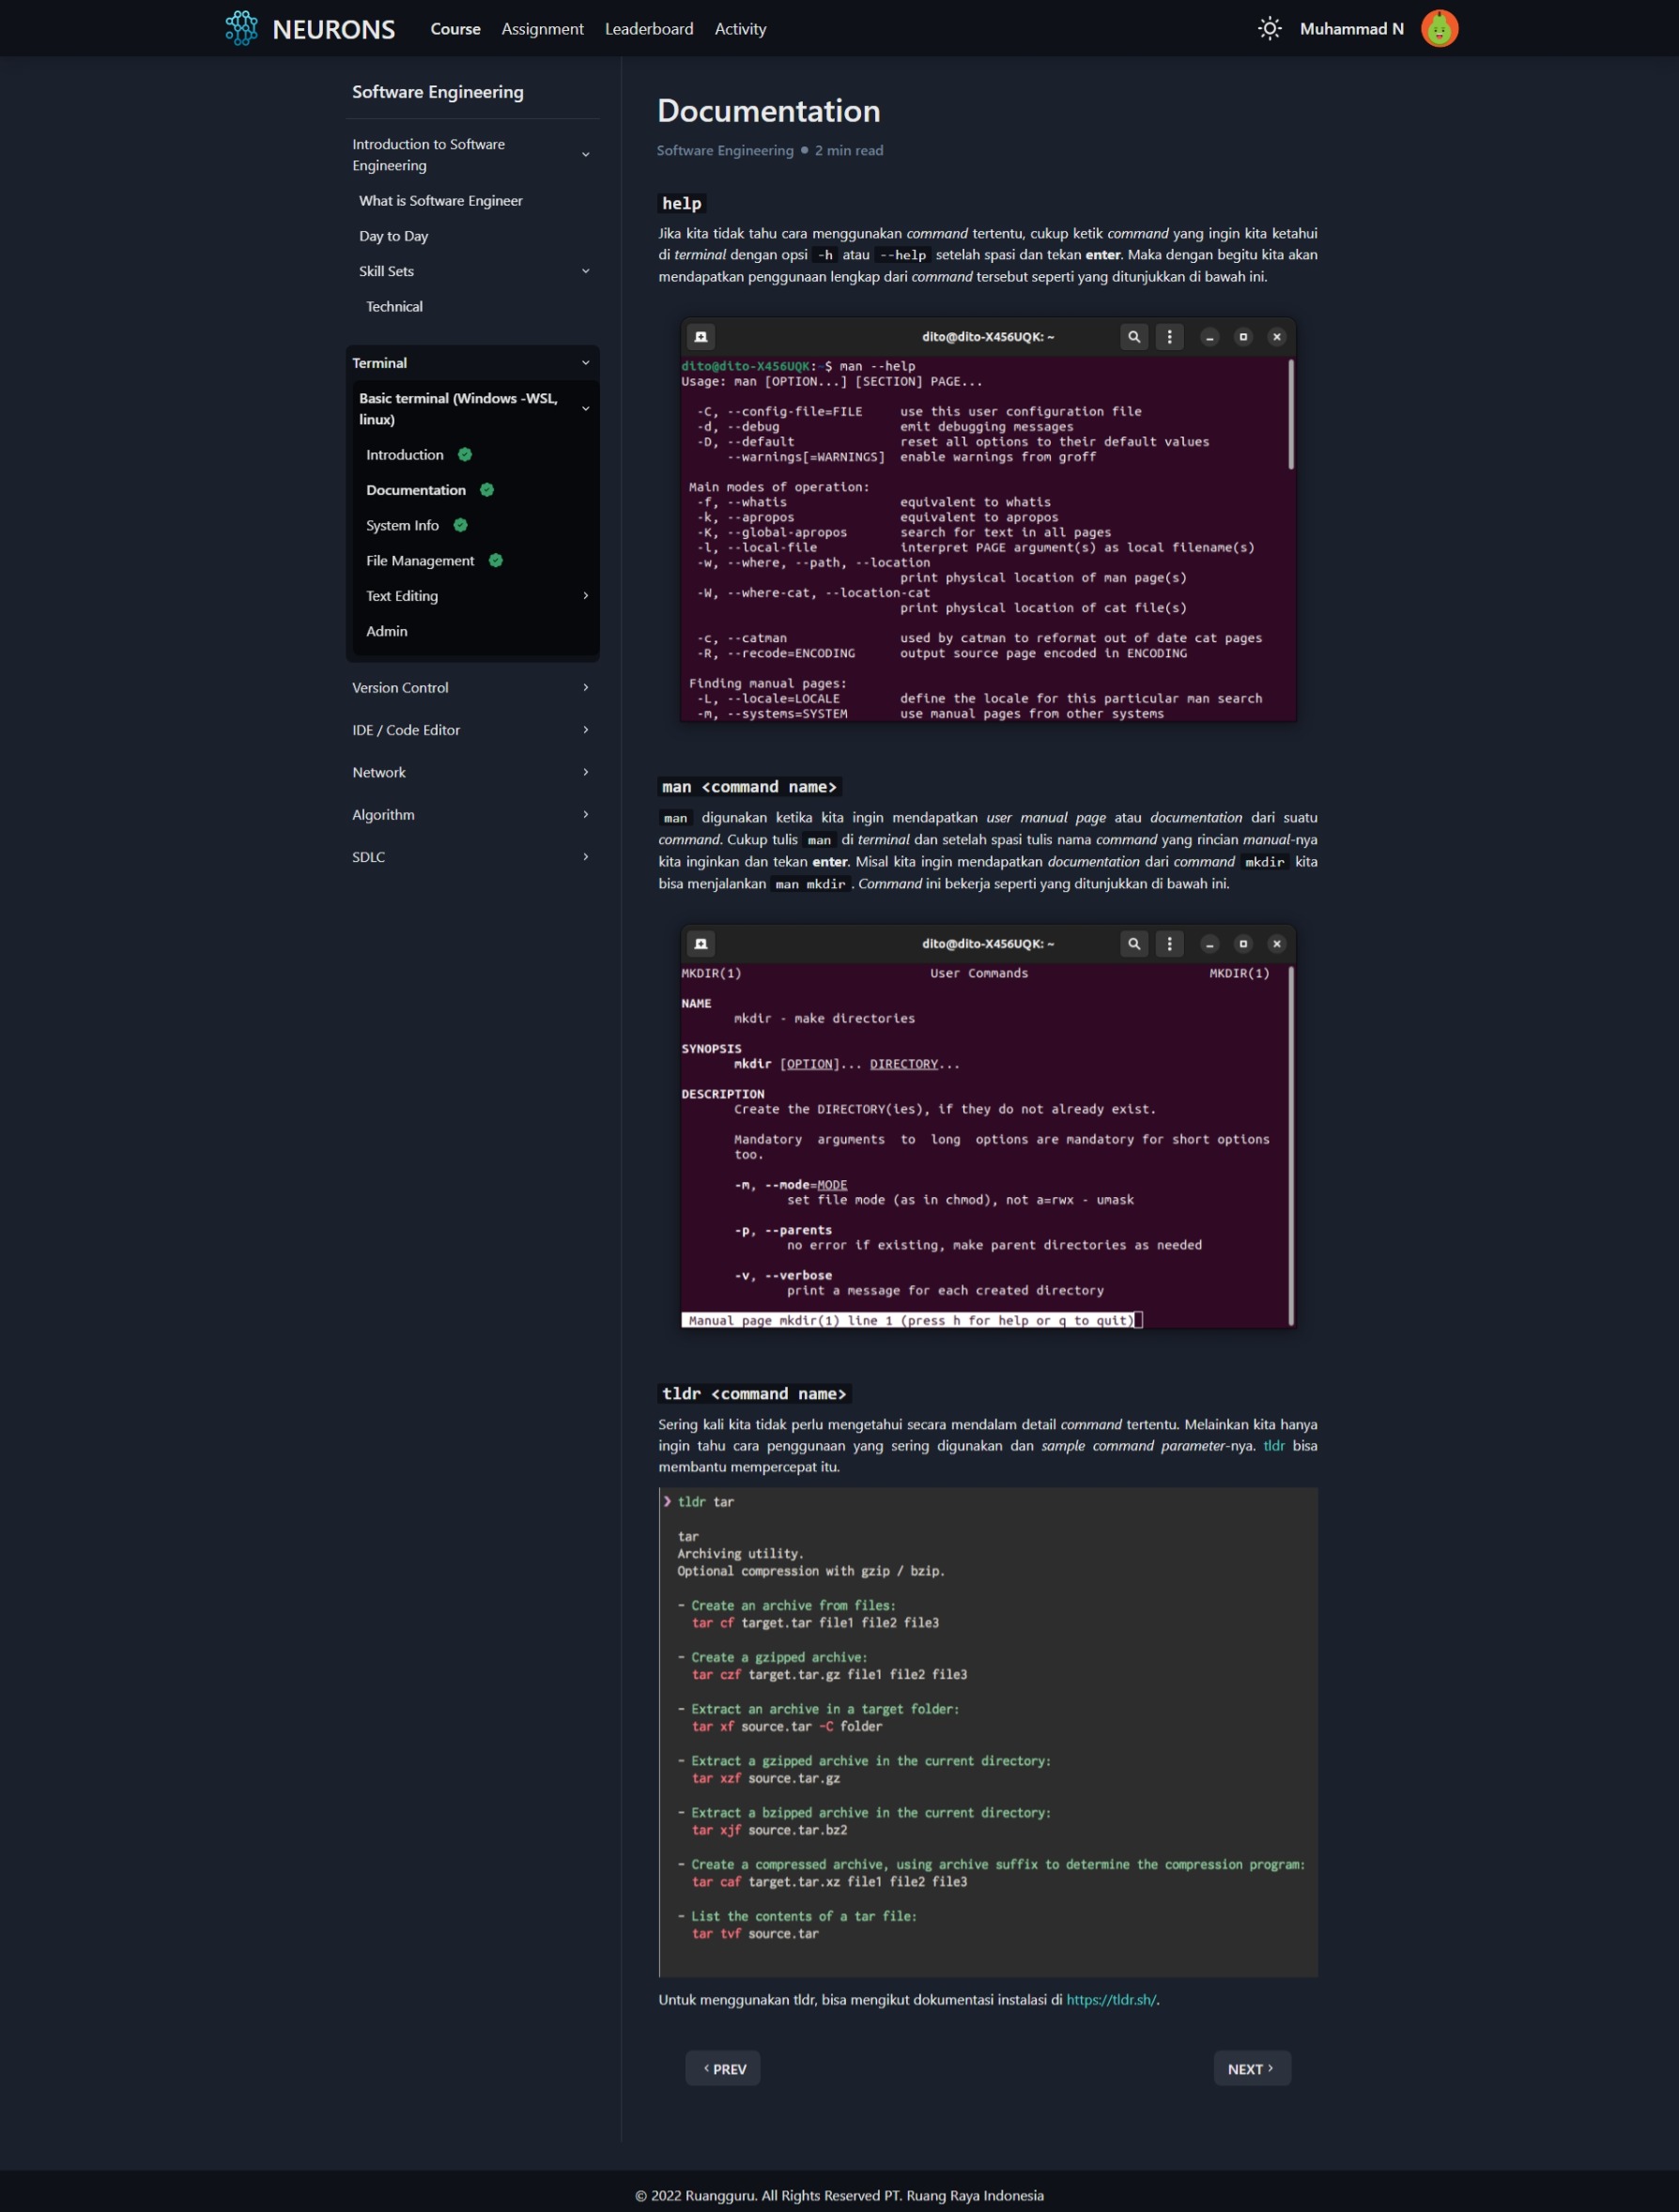 NEURONS
Course Assignment Leaderboard Activity
Muhammad N
Software Engineering
Introduction to Software
Engineering
What is Software Engineer
Day to Day
Skill Sets
Technical
Terminal
Basic terminal (Windows -WSL,
linux)
Introduction
Documentation
System Info
File Management
Text Editing
Admin
Version Control
IDE / Code Editor
Network
Algorithm
SDLC
Documentation
Software Engineering • 2 min read
help
Jika kita tidak tahu cara menggunakan command tertentu, cukup ketik command yang ingin kita ketahui
di terminal dengan opsi -h atau --help setelah spasi dan tekan enter. Maka dengan begitu kita akan
mendapatkan penggunaan lengkap dari command tersebut seperti yang ditunjukkan di bawah ini.
dito@dito-X456UQK: ~
dito@dito-X456UQK:~$ man --help
Usage: man [OPTION...] [SECTION] PAGE...
-C, --config-file=FILE use this user configuration file
-d, --debug emit debugging messages
-D, --default reset all options to their default values
--warnings[=WARNINGS] enable warnings from groff
Main modes of operation:
-f, --whatis equivalent to whatis
-k, --apropos equivalent to apropos
-K, --global-apropos search for text in all pages
-l, --local-file interpret PAGE argument(s) as local filename(s)
-w, --where, --path, --location
print physical location of man page(s)
-W, --where-cat, --location-cat
print physical location of cat file(s)
-c, --catman used by catman to reformat out of date cat pages
-R, --recode=ENCODING output source page encoded in ENCODING
Finding manual pages:
-L, --locale=LOCALE define the locale for this particular man search
-m, --systems=SYSTEM use manual pages from other systems
man <command name>
man digunakan ketika kita ingin mendapatkan user manual page atau documentation dari suatu
command. Cukup tulis man di terminal dan setelah spasi tulis nama command yang rincian manual-nya
kita inginkan dan tekan enter. Misal kita ingin mendapatkan documentation dari command mkdir kita
bisa menjalankan man mkdir . Command ini bekerja seperti yang ditunjukkan di bawah ini.
dito@dito-X456UQK: ~
MKDIR(1) User Commands MKDIR(1)
NAME
mkdir - make directories
SYNOPSIS
mkdir [OPTION]... DIRECTORY...
DESCRIPTION
Create the DIRECTORY(ies), if they do not already exist.
Mandatory arguments to long options are mandatory for short options
too.
-m, --mode=MODE
set file mode (as in chmod), not a=rwx - umask
-p, --parents
no error if existing, make parent directories as needed
-v, --verbose
print a message for each created directory
Manual page mkdir(1) line 1 (press h for help or q to quit)
tldr <command name>
Sering kali kita tidak perlu mengetahui secara mendalam detail command tertentu. Melainkan kita hanya
ingin tahu cara penggunaan yang sering digunakan dan sample command parameter-nya. tldr bisa
membantu mempercepat itu.
❯ tldr tar
tar
Archiving utility.
Optional compression with gzip / bzip.
- Create an archive from files:
tar cf target.tar file1 file2 file3
- Create a gzipped archive:
tar czf target.tar.gz file1 file2 file3
- Extract an archive in a target folder:
tar xf source.tar -C folder
- Extract a gzipped archive in the current directory:
tar xzf source.tar.gz
- Extract a bzipped archive in the current directory:
tar xjf source.tar.bz2
- Create a compressed archive, using archive suffix to determine the compression program:
tar caf target.tar.xz file1 file2 file3
- List the contents of a tar file:
tar tvf source.tar
Untuk menggunakan tldr, bisa mengikut dokumentasi instalasi di https://tldr.sh/.
‹ PREV
NEXT ›
© 2022 Ruangguru. All Rights Reserved PT. Ruang Raya Indonesia